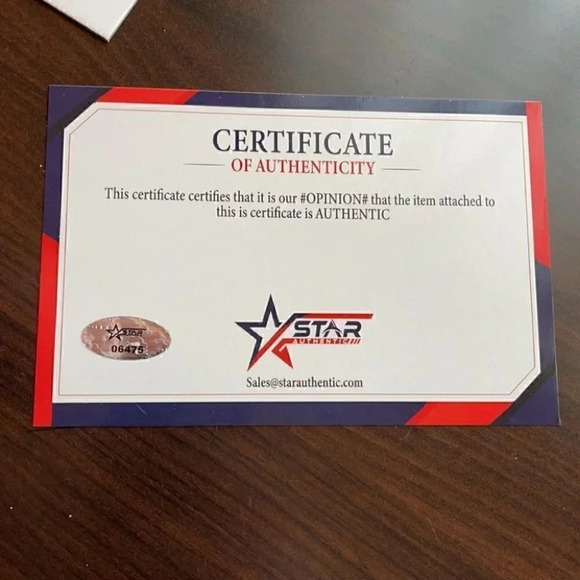 CERTIFICATE
OF AUTHENTICITY
This certificate certifies that it is our #OPINION# that the item attached to
this is certificate is AUTHENTIC
STAR
06475
STAR
AUTHENTIC
Sales@starauthentic.com